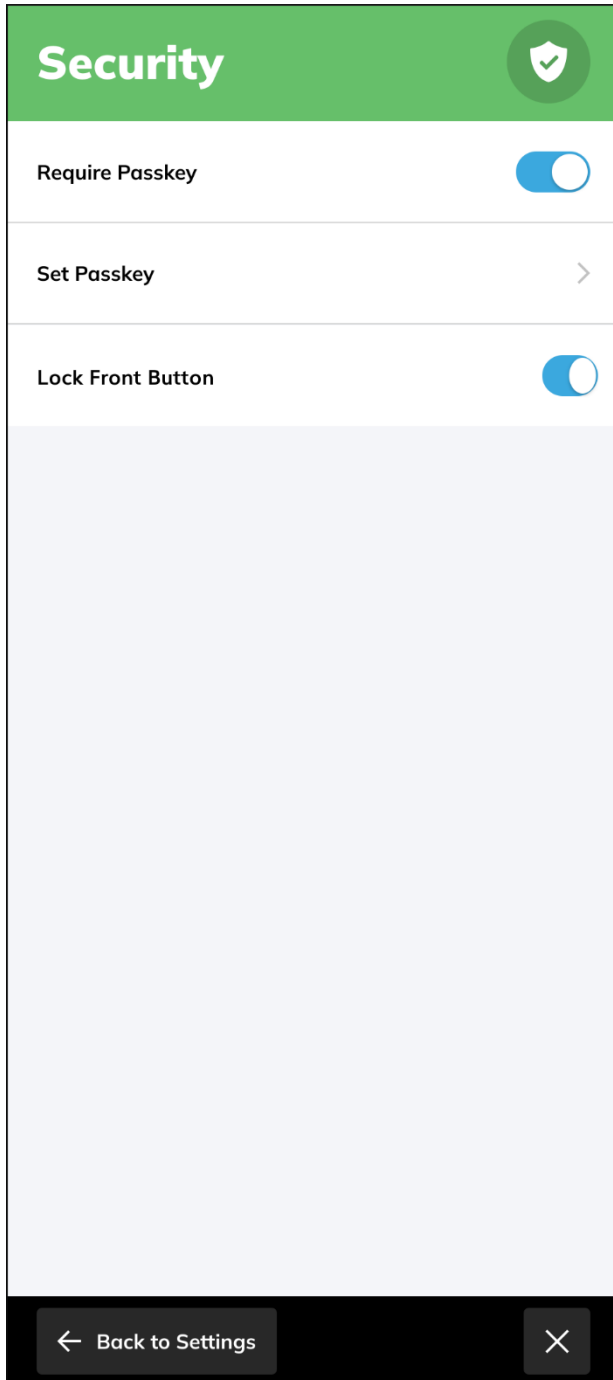 Security
Require Passkey
Set Passkey
Lock Front Button
Back to Settings